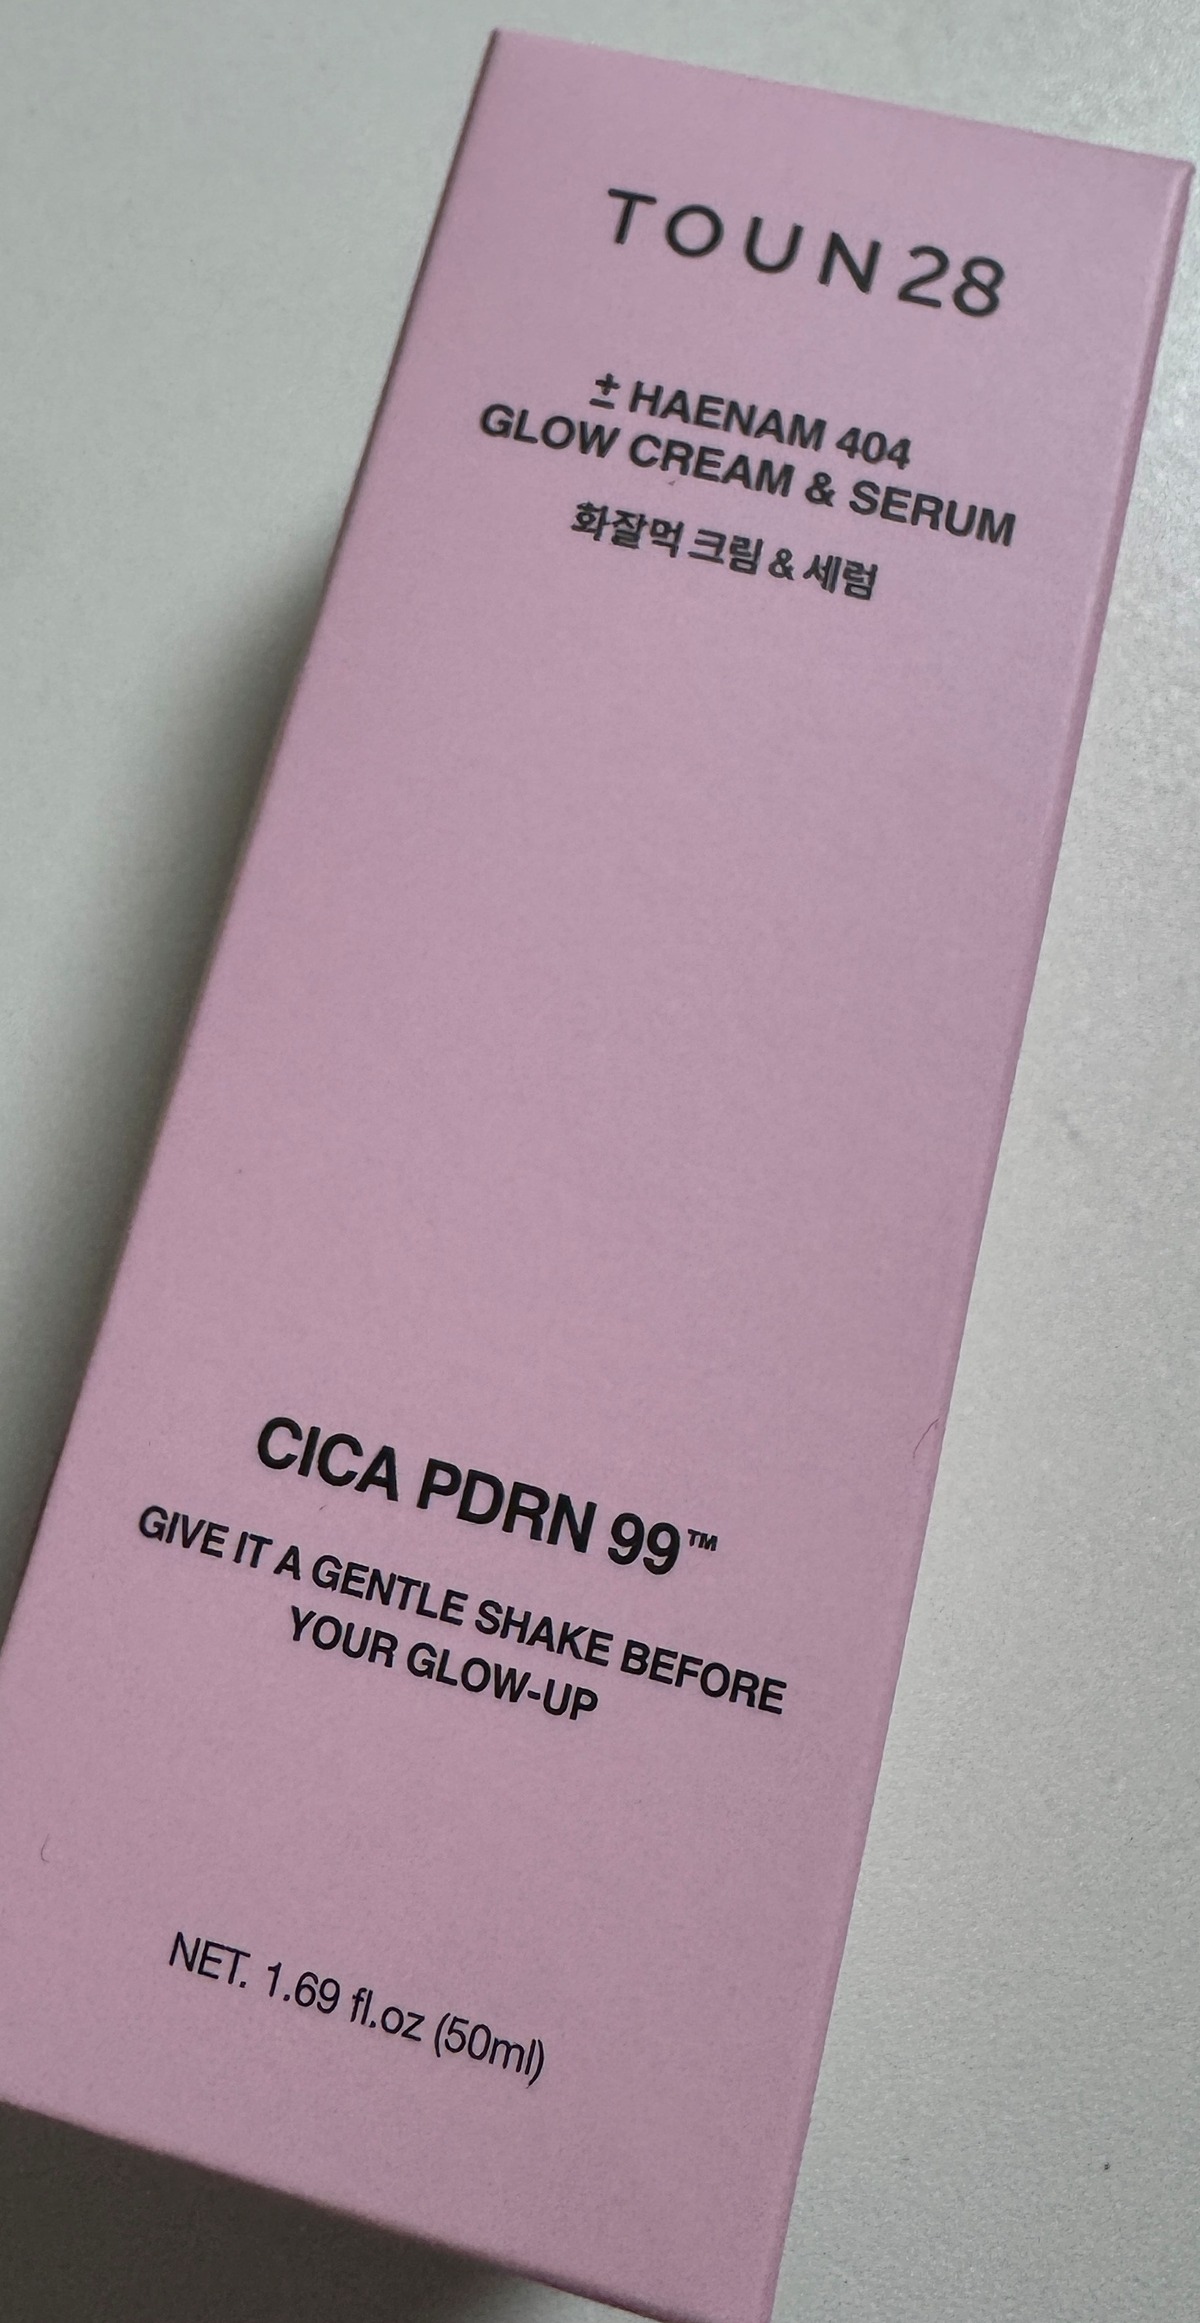 TOUN28
± HAENAM 404
GLOW CREAM & SERUM
화잘먹 크림 & 세럼
CICA PDRN 99™
GIVE IT A GENTLE SHAKE BEFORE
YOUR GLOW-UP
NET. 1.69 fl.oz (50ml)